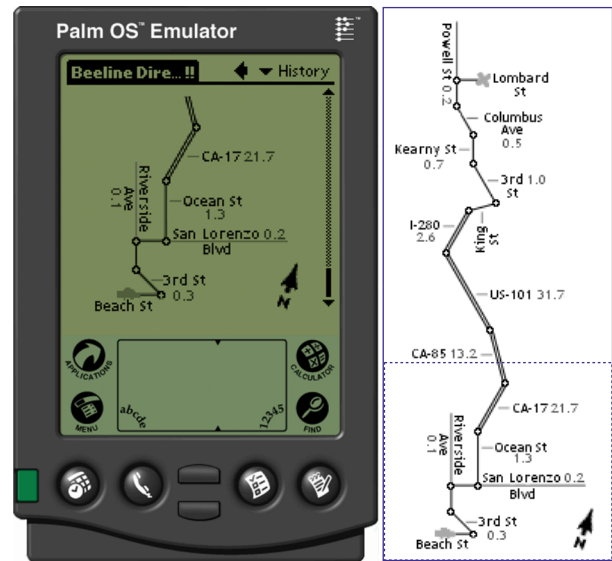 Palm OS™ Emulator
Beeline Dire... !!
History
CA-17 21.7
Riverside
Ave
0.1
Ocean St
1.3
San Lorenzo 0.2
Blvd
3rd St
0.3
Beach St
N
APPLICATIONS
MENU
CALCULATOR
FIND
abcde
12345
Powell St 0.2
Lombard
St
Columbus
Ave
0.5
Kearny St
0.7
3rd 1.0
St
King
St
I-280
2.6
US-101 31.7
CA-85 13.2
CA-17 21.7
Riverside
Ave
0.1
Ocean St
1.3
San Lorenzo 0.2
Blvd
3rd St
0.3
Beach St
N